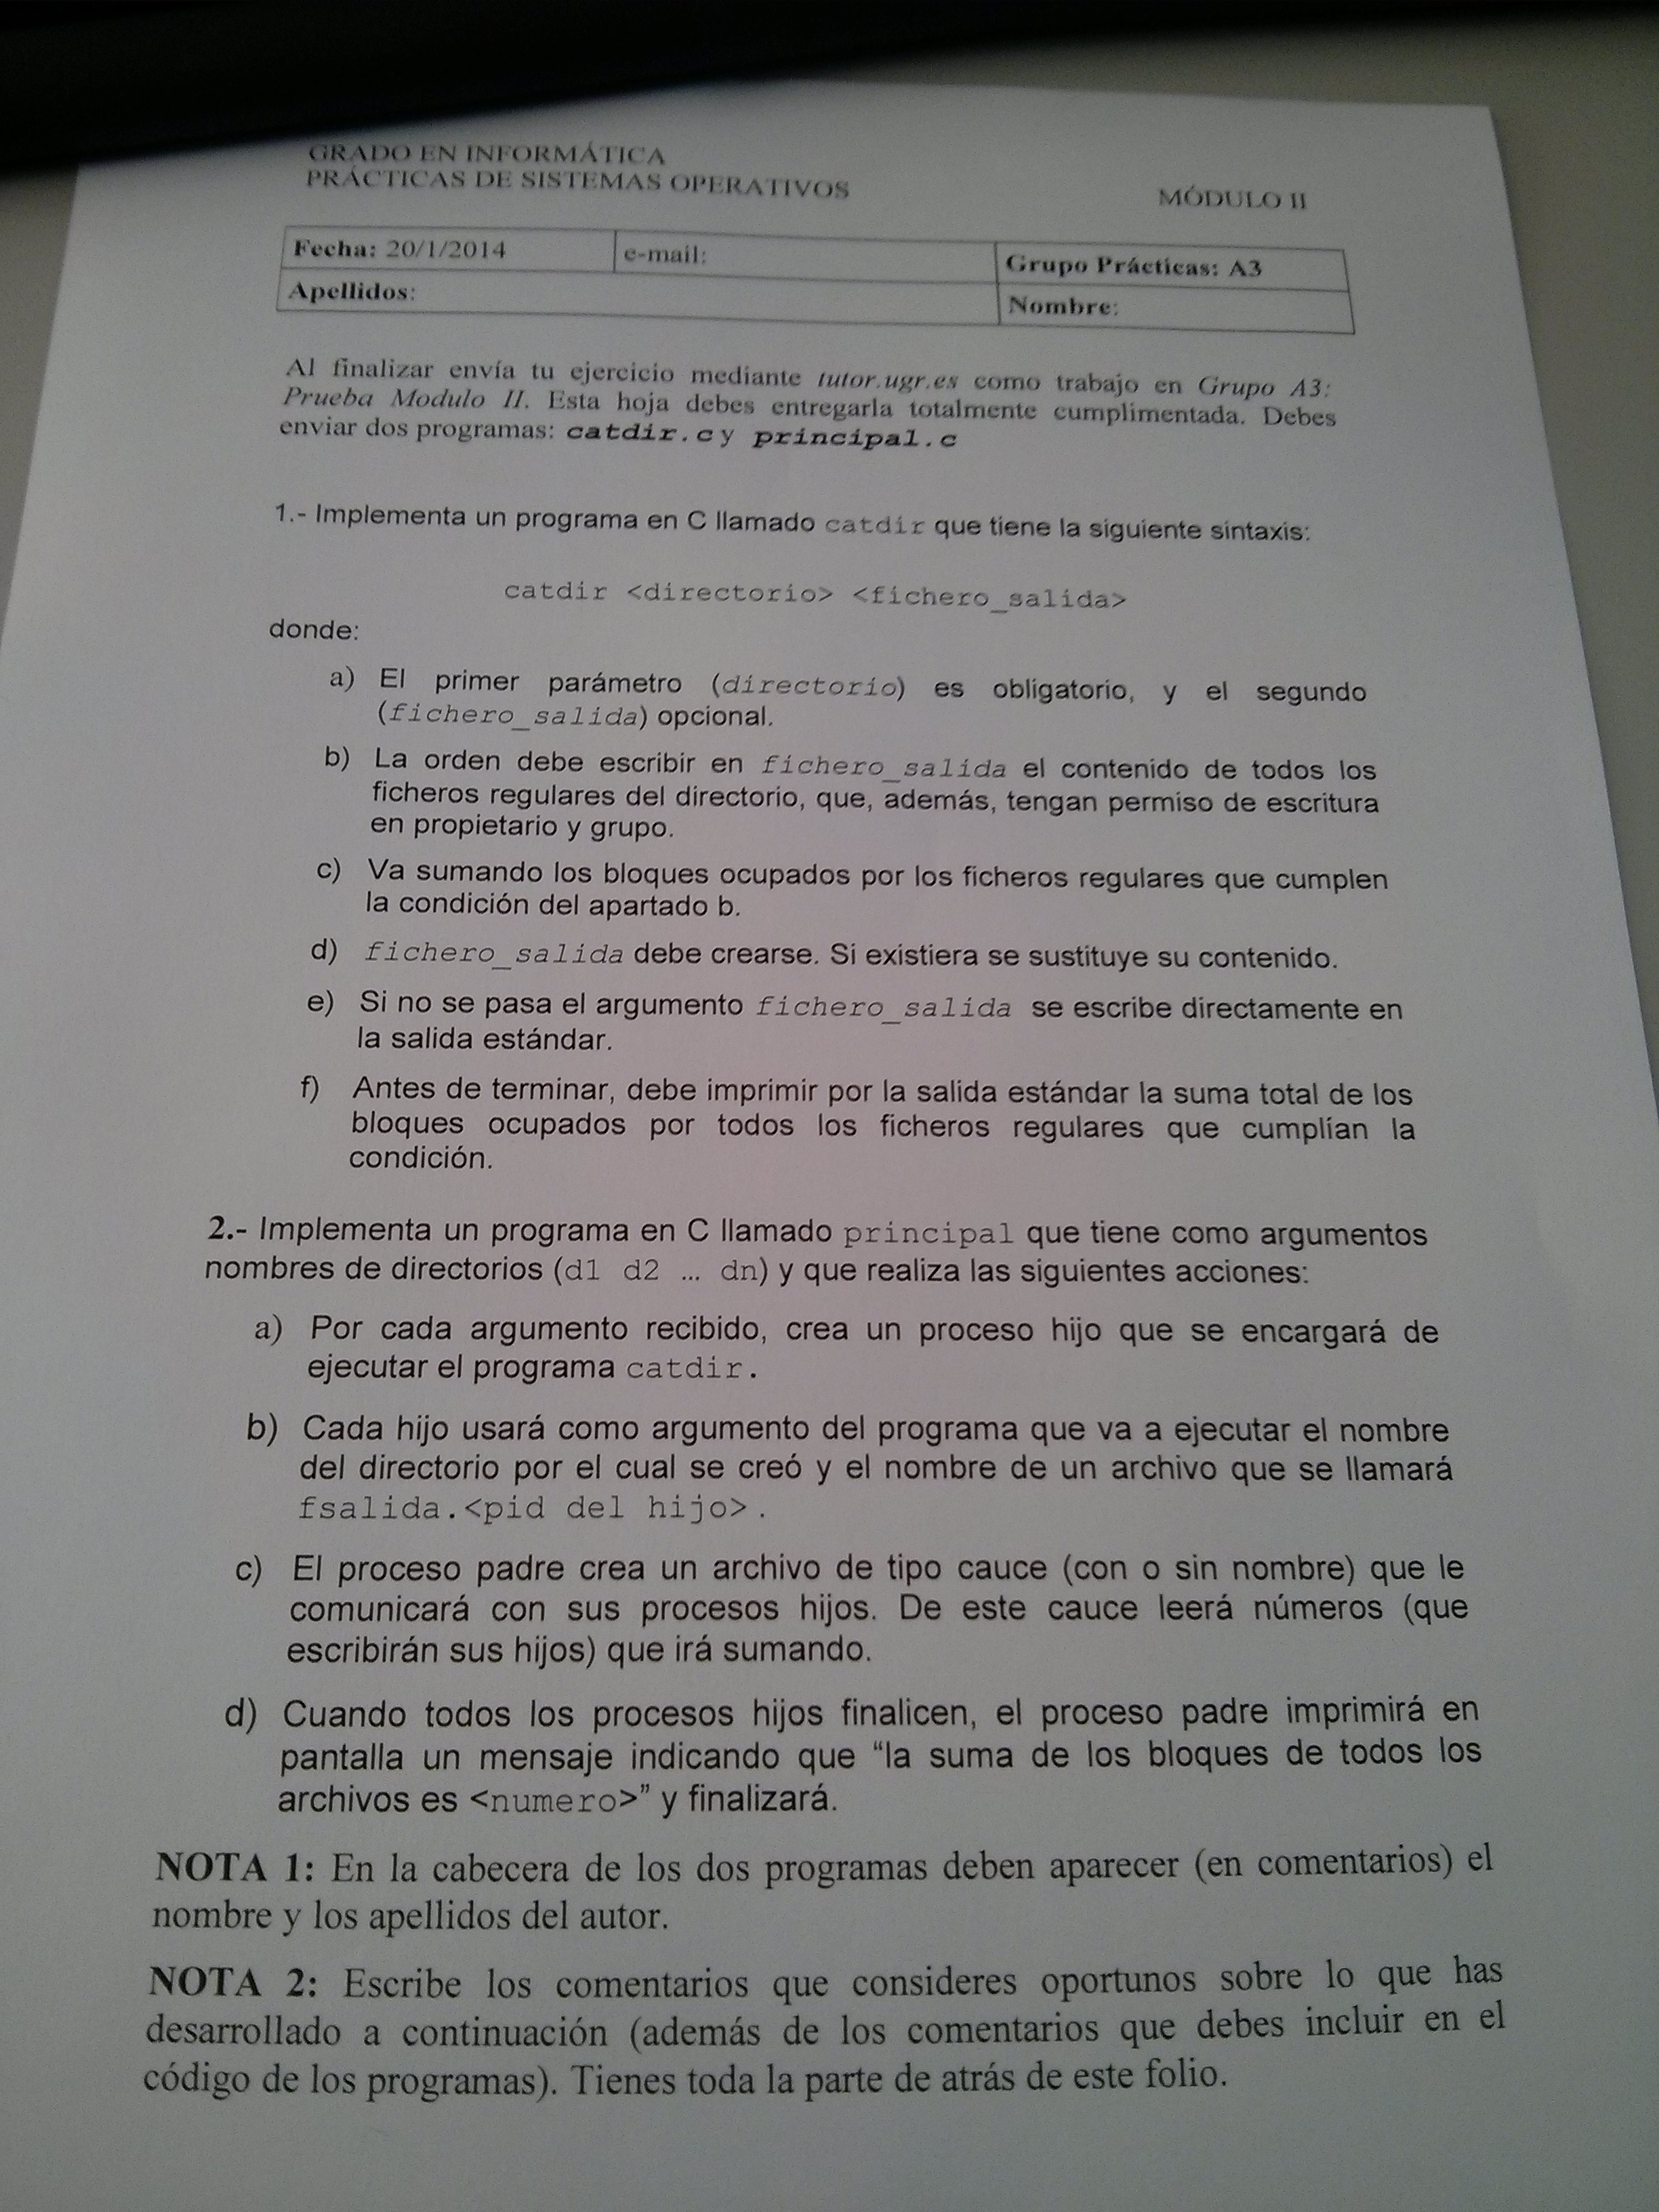 GRADO EN INFORMÁTICA
PRÁCTICAS DE SISTEMAS OPERATIVOS
MÓDULO II
Fecha: 20/1/2014
e-mail:
Grupo Prácticas: A3
Apellidos:
Nombre:
Al finalizar envía tu ejercicio mediante tutor.ugr.es como trabajo en Grupo A3:
Prueba Modulo II. Esta hoja debes entregarla totalmente cumplimentada. Debes
enviar dos programas: catdir.c y principal.c
1.- Implementa un programa en C llamado catdir que tiene la siguiente sintaxis:
catdir <directorio> <fichero_salida>
donde:
a) El primer parámetro (directorio) es obligatorio, y el segundo
(fichero_salida) opcional.
b) La orden debe escribir en fichero_salida el contenido de todos los
ficheros regulares del directorio, que, además, tengan permiso de escritura
en propietario y grupo.
c) Va sumando los bloques ocupados por los ficheros regulares que cumplen
la condición del apartado b.
d) fichero_salida debe crearse. Si existiera se sustituye su contenido.
e) Si no se pasa el argumento fichero_salida se escribe directamente en
la salida estándar.
f) Antes de terminar, debe imprimir por la salida estándar la suma total de los
bloques ocupados por todos los ficheros regulares que cumplían la
condición.
2.- Implementa un programa en C llamado principal que tiene como argumentos
nombres de directorios (d1 d2 ... dn) y que realiza las siguientes acciones:
a) Por cada argumento recibido, crea un proceso hijo que se encargará de
ejecutar el programa catdir.
b) Cada hijo usará como argumento del programa que va a ejecutar el nombre
del directorio por el cual se creó y el nombre de un archivo que se llamará
fsalida.<pid del hijo>.
c) El proceso padre crea un archivo de tipo cauce (con o sin nombre) que le
comunicará con sus procesos hijos. De este cauce leerá números (que
escribirán sus hijos) que irá sumando.
d) Cuando todos los procesos hijos finalicen, el proceso padre imprimirá en
pantalla un mensaje indicando que “la suma de los bloques de todos los
archivos es <numero>” y finalizará.
NOTA 1: En la cabecera de los dos programas deben aparecer (en comentarios) el
nombre y los apellidos del autor.
NOTA 2: Escribe los comentarios que consideres oportunos sobre lo que has
desarrollado a continuación (además de los comentarios que debes incluir en el
código de los programas). Tienes toda la parte de atrás de este folio.